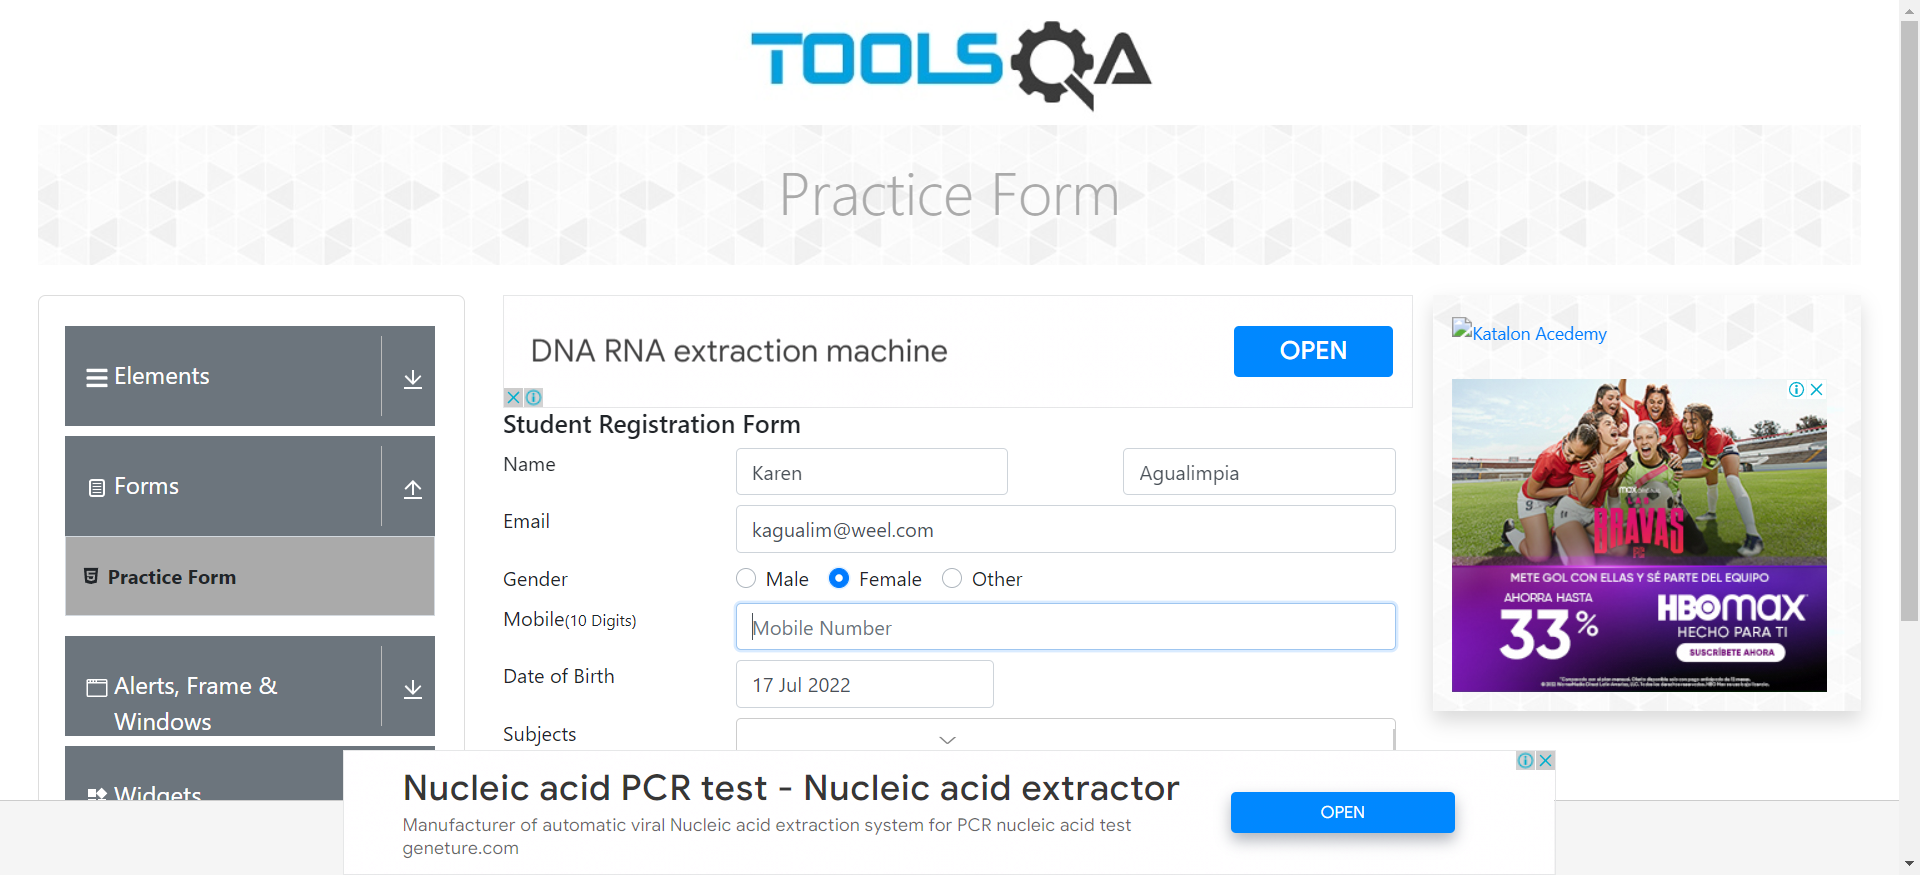 TOOLSQA
Practice Form
Elements
Forms
Practice Form
Alerts, Frame &
Windows
Widgets
DNA RNA extraction machine
OPEN
Student Registration Form
Name
Karen
Agualimpia
Email
kagualim@weel.com
Gender
Male
Female
Other
Mobile(10 Digits)
Mobile Number
Date of Birth
17 Jul 2022
Subjects
Katalon Acedemy
BRAVAS
FC
METE GOL CON ELLAS Y SÉ PARTE DEL EQUIPO
AHORRA HASTA
33%
HBOmax
HECHO PARA TI
SUSCRÍBETE AHORA
Nucleic acid PCR test - Nucleic acid extractor
Manufacturer of automatic viral Nucleic acid extraction system for PCR nucleic acid test
geneture.com
OPEN